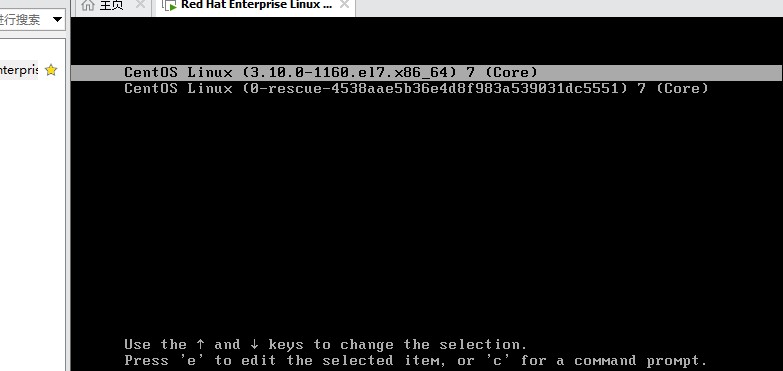 主页
Red Hat Enterprise Linux ...
进行搜索
CentOS Linux (3.10.0-1160.el7.x86_64) 7 (Core)
CentOS Linux (0-rescue-4538aae5b36e4d8f983a539031dc5551) 7 (Core)
Use the ↑ and ↓ keys to change the selection.
Press 'e' to edit the selected item, or 'c' for a command prompt.